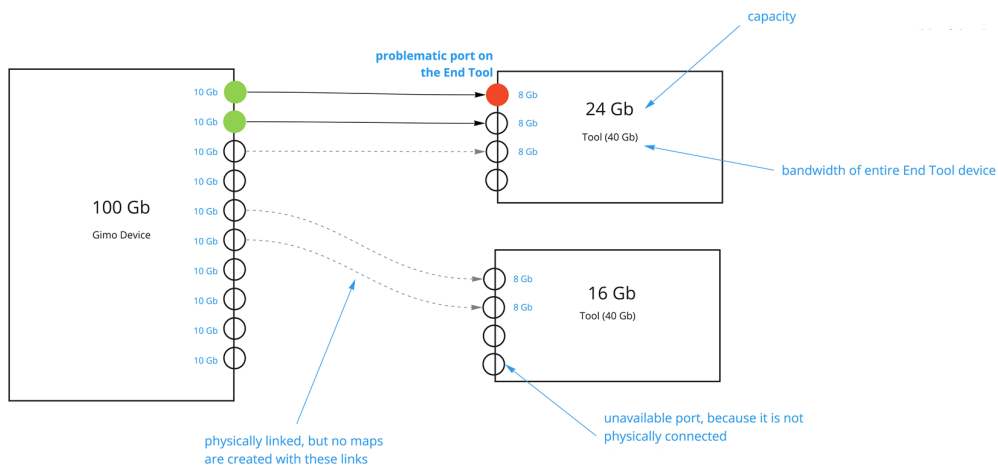 capacity
problematic port on
the End Tool
10 Gb
10 Gb
10 Gb
10 Gb
10 Gb
10 Gb
10 Gb
10 Gb
10 Gb
10 Gb
100 Gb
Gimo Device
8 Gb
8 Gb
8 Gb
24 Gb
Tool (40 Gb)
bandwidth of entire End Tool device
8 Gb
8 Gb
16 Gb
Tool (40 Gb)
unavailable port, because it is not
physically connected
physically linked, but no maps
are created with these links